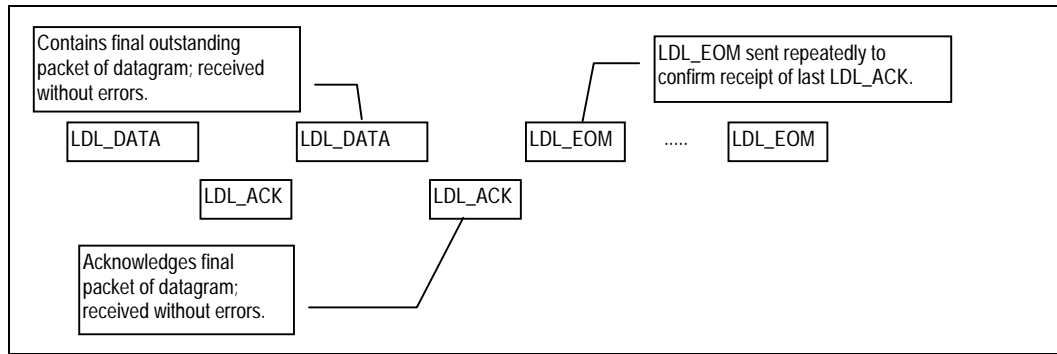 Contains final outstanding
packet of datagram; received
without errors.
LDL_EOM sent repeatedly to
confirm receipt of last LDL_ACK.
LDL_DATA
LDL_DATA
LDL_EOM
.....
LDL_EOM
LDL_ACK
LDL_ACK
Acknowledges final
packet of datagram;
received without errors.